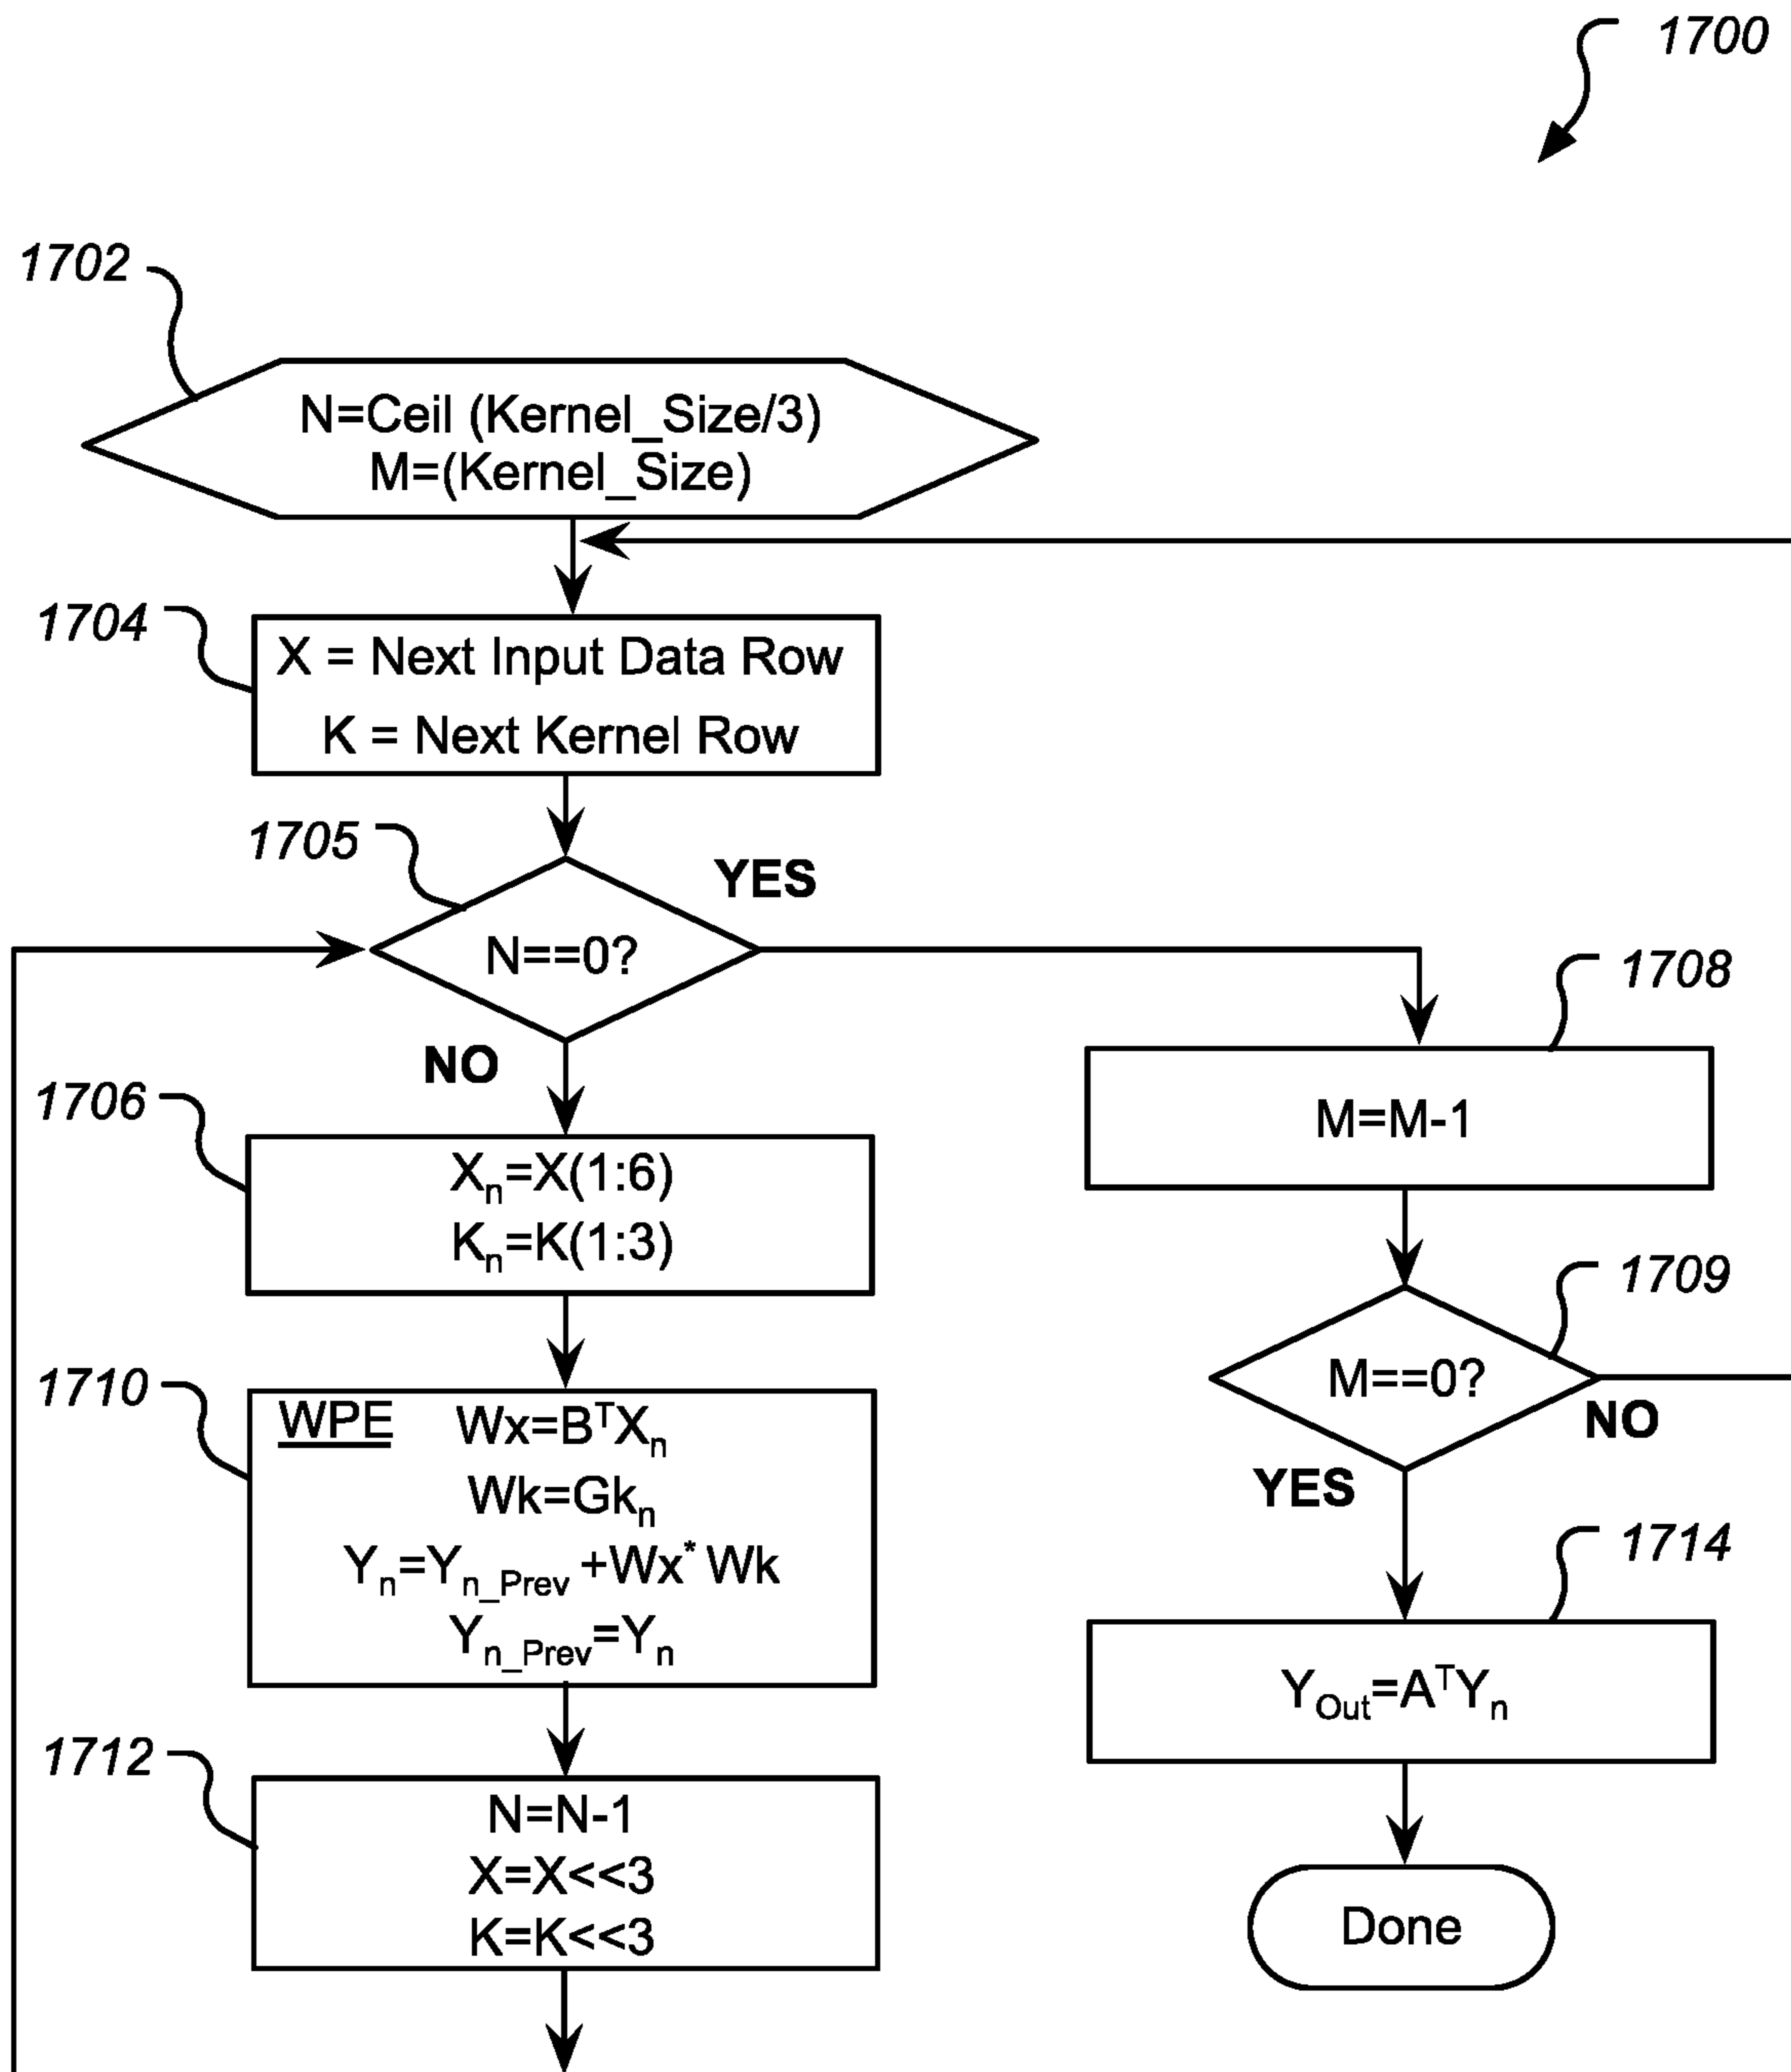 1700
1702
N=Ceil (Kernel_Size/3)
M=(Kernel_Size)
1704
X = Next Input Data Row
K = Next Kernel Row
1705
YES
N==0?
NO
1706
Xn=X(1:6)
Kn=K(1:3)
1708
M=M-1
1709
M==0?
NO
YES
1710
WPE Wx=BᵀXn
Wk=Gkn
Yn=Yn_Prev +Wx* Wk
Yn_Prev=Yn
1712
N=N-1
X=X<<3
K=K<<3
1714
YOut=AᵀYn
Done